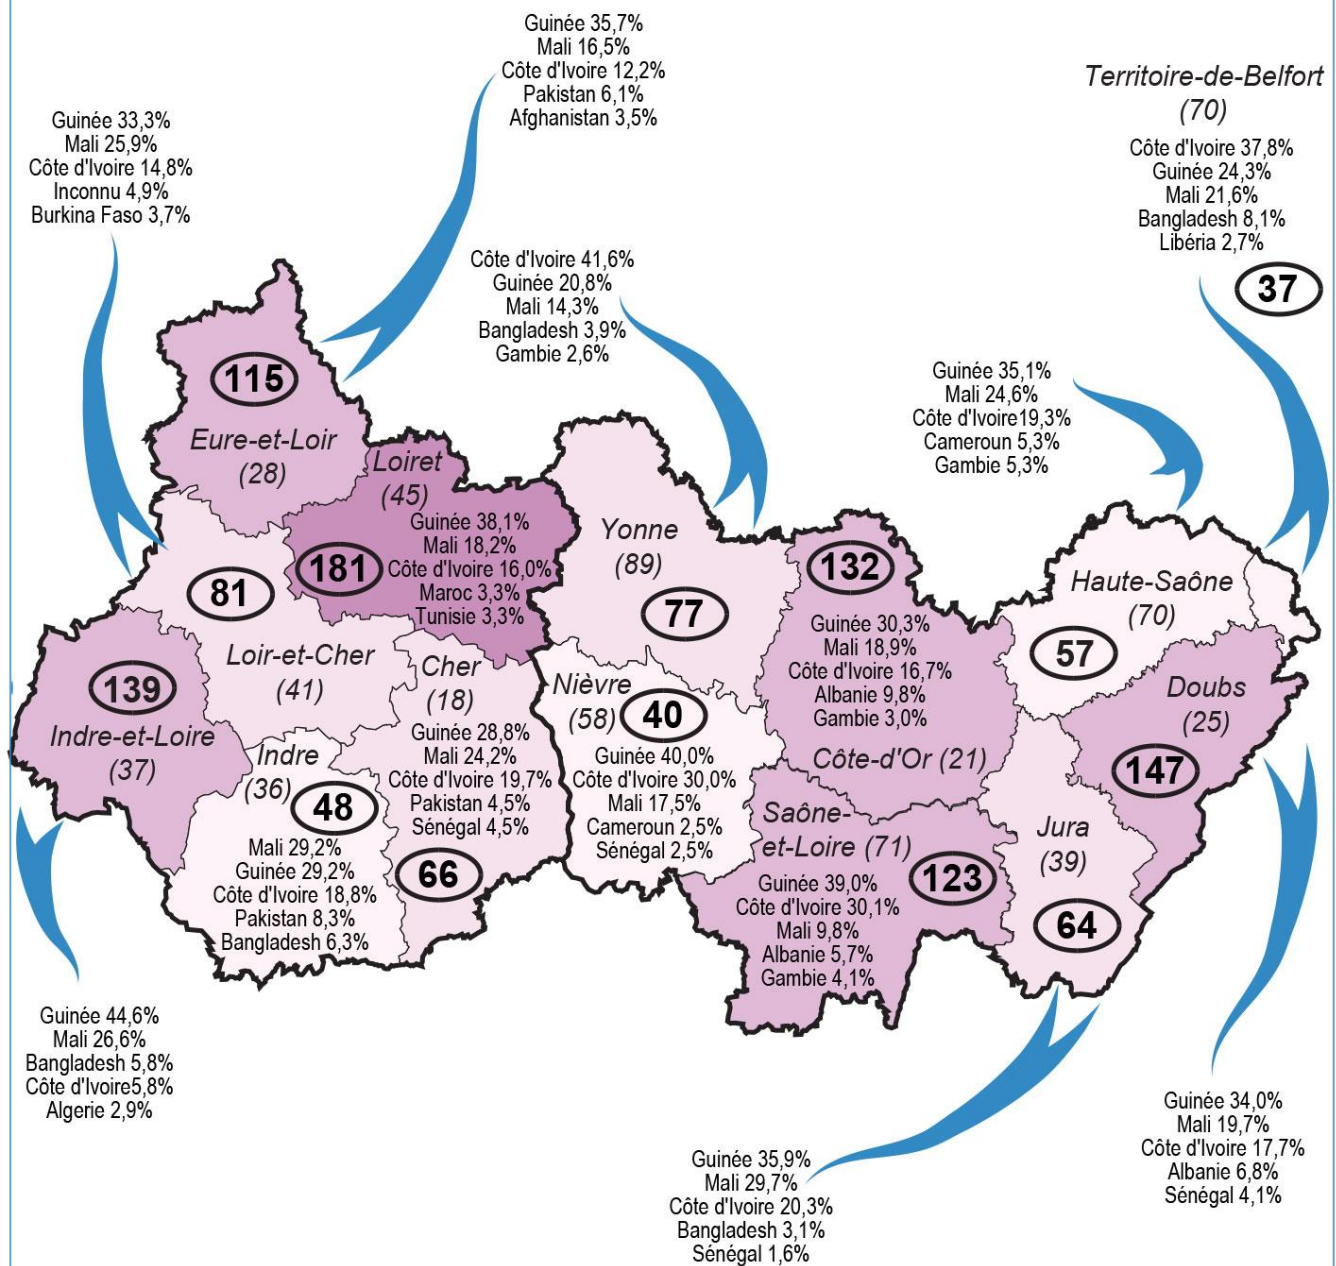 Guinée 35,7%
Mali 16,5%
Côte d'Ivoire 12,2%
Pakistan 6,1%
Afghanistan 3,5%
Territoire-de-Belfort
(70)
Côte d'Ivoire 37,8%
Guinée 24,3%
Mali 21,6%
Bangladesh 8,1%
Libéria 2,7%
37
Guinée 33,3%
Mali 25,9%
Côte d'Ivoire 14,8%
Inconnu 4,9%
Burkina Faso 3,7%
Côte d'Ivoire 41,6%
Guinée 20,8%
Mali 14,3%
Bangladesh 3,9%
Gambie 2,6%
Guinée 35,1%
Mali 24,6%
Côte d'Ivoire19,3%
Cameroun 5,3%
Gambie 5,3%
115
Eure-et-Loir
(28)
Loiret
(45)
Guinée 38,1%
Mali 18,2%
Côte d'Ivoire 16,0%
Maroc 3,3%
Tunisie 3,3%
181
Yonne
(89)
77
132
Guinée 30,3%
Mali 18,9%
Côte d'Ivoire 16,7%
Albanie 9,8%
Gambie 3,0%
Côte-d'Or (21)
Haute-Saône
(70)
57
81
Loir-et-Cher
(41)
139
Indre-et-Loire
(37)
Cher
(18)
Guinée 28,8%
Mali 24,2%
Côte d'Ivoire 19,7%
Pakistan 4,5%
Sénégal 4,5%
66
Nièvre
(58)
40
Guinée 40,0%
Côte d'Ivoire 30,0%
Mali 17,5%
Cameroun 2,5%
Sénégal 2,5%
Doubs
(25)
147
Indre
(36)
48
Mali 29,2%
Guinée 29,2%
Côte d'Ivoire 18,8%
Pakistan 8,3%
Bangladesh 6,3%
Saône-
et-Loire (71)
123
Guinée 39,0%
Côte d'Ivoire 30,1%
Mali 9,8%
Albanie 5,7%
Gambie 4,1%
Jura
(39)
64
Guinée 44,6%
Mali 26,6%
Bangladesh 5,8%
Côte d'Ivoire5,8%
Algerie 2,9%
Guinée 35,9%
Mali 29,7%
Côte d'Ivoire 20,3%
Bangladesh 3,1%
Sénégal 1,6%
Guinée 34,0%
Mali 19,7%
Côte d'Ivoire 17,7%
Albanie 6,8%
Sénégal 4,1%